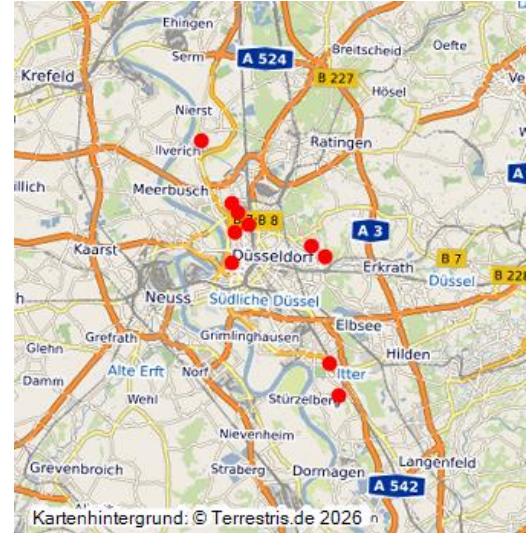 Ehingen
Breitscheid
Oefte
Serm
A 524
Krefeld
B 227
Ve
Hösel
Nierst
Ratingen
Ilverich
A
illich
Meerbusch
B 8
A 3
Kaarst
Düsseldorf
B 7
Erkrath
B 228
Düssel
Neuss
Südliche Düssel
Elbsee
Grimlinghausen
Grefrath
Hilden
Glehn
Alte Erft
Norf
Itter
Damm
Wehl
Stürzelberg
Nievenheim
Langenfeld
Grevenbroich
Straberg
Dormagen
A 542
Kartenhintergrund: © Terrestris.de 2026